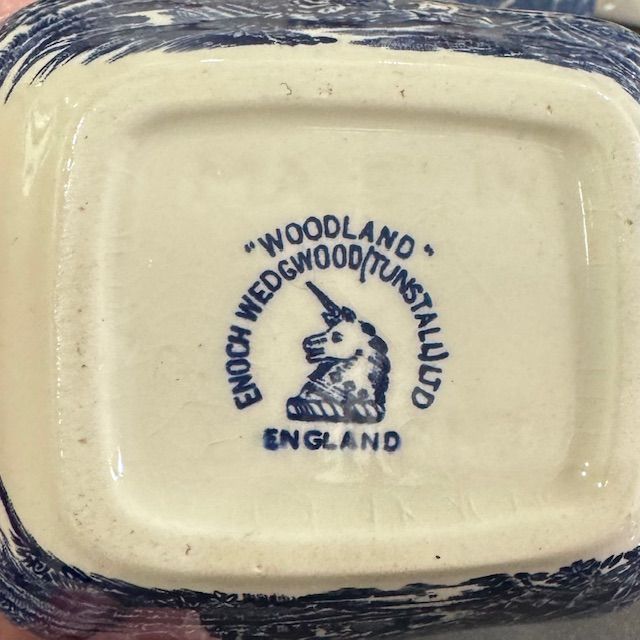 "WOODLAND"
ENOCH WEDGWOOD (TUNSTALL) LTD
ENGLAND